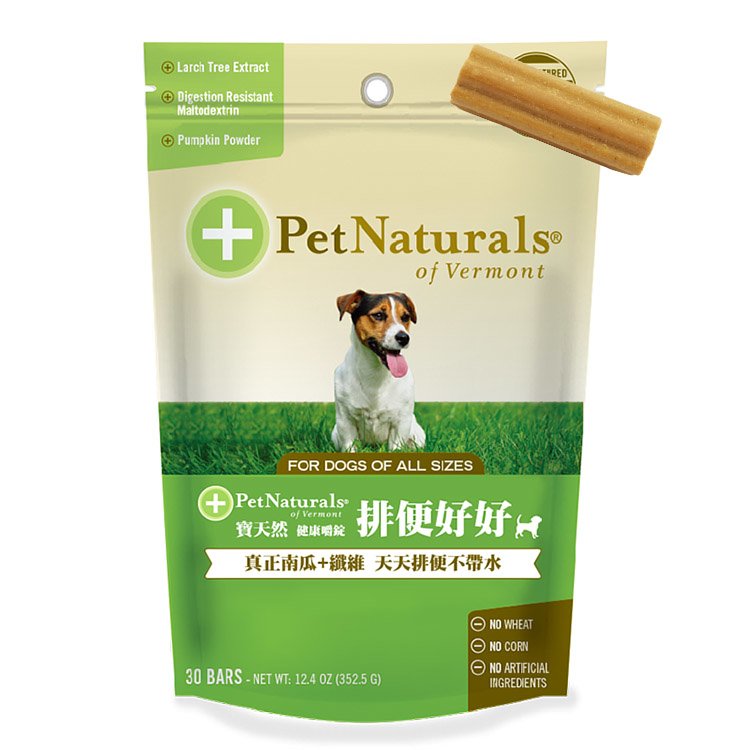 Larch Tree Extract
Digestion Resistant
Maltodextrin
Pumpkin Powder
PetNaturals®
of Vermont
FOR DOGS OF ALL SIZES
PetNaturals®
of Vermont
寶天然 健康嚼錠 排便好好
真正南瓜+纖維 天天排便不帶水
NO WHEAT
NO CORN
NO ARTIFICIAL
INGREDIENTS
30 BARS - NET WT: 12.4 OZ (352.5 G)